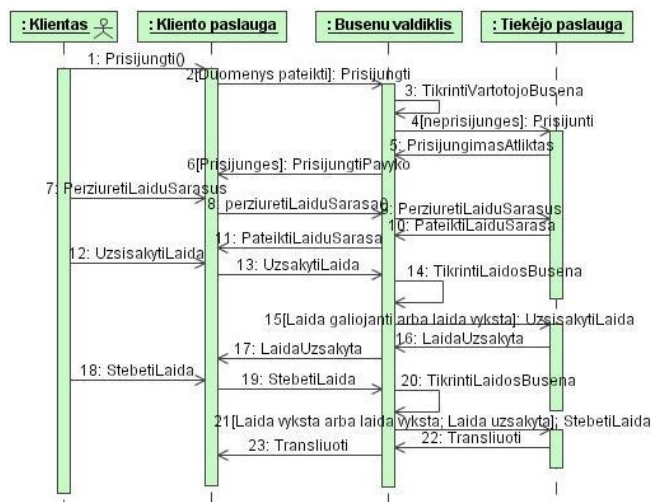 : Klientas
: Kliento paslauga
: Busenu valdiklis
: Tiekėjo paslauga
1: Prisijungti()
2[Duomenys pateikti]: Prisijungti
3: TikrintiVartotojoBusena
4[neprisijunges]: Prisijunti
5: PrisijungimasAtliktas
6[Prisijunges]: PrisijungtiPavyko
7: PerziuretiLaiduSarasus
8: perziuretiLaiduSarasa()
9: PerziuretiLaiduSarasus
10: PateiktiLaiduSarasa
11: PateiktiLaiduSarasa
12: UzsisakytiLaida
13: UzsakytiLaida
14: TikrintiLaidosBusena
15[Laida galiojanti arba laida vyksta]: UzsisakytiLaida
16: LaidaUzsakyta
17: LaidaUzsakyta
18: StebetiLaida
19: StebetiLaida
20: TikrintiLaidosBusena
21[Laida vyksta arba laida vyksta; Laida uzsakyta]: StebetiLaida
22: Transliuoti
23: Transliuoti